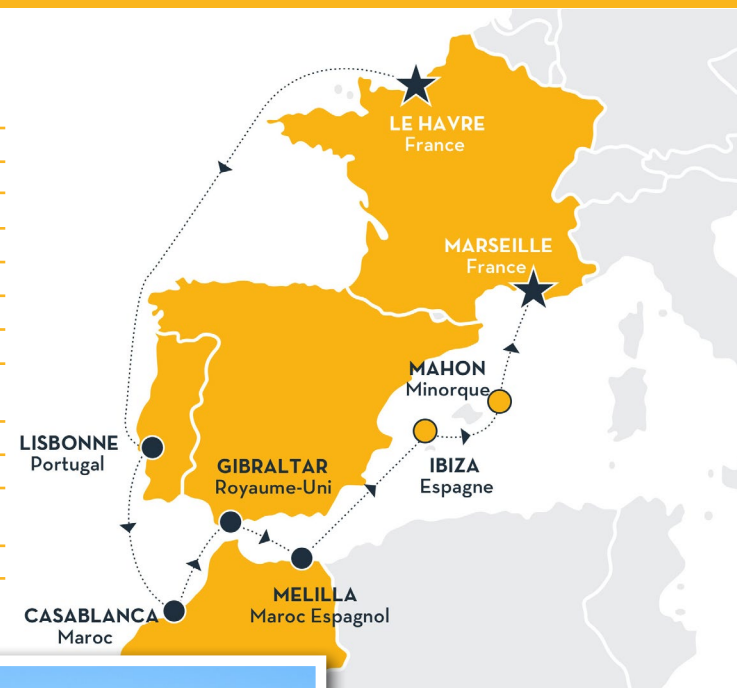 LE HAVRE
France
MARSEILLE
France
MAHON
Minorque
LISBONNE
Portugal
GIBRALTAR
Royaume-Uni
IBIZA
Espagne
MELILLA
Maroc Espagnol
CASABLANCA
Maroc